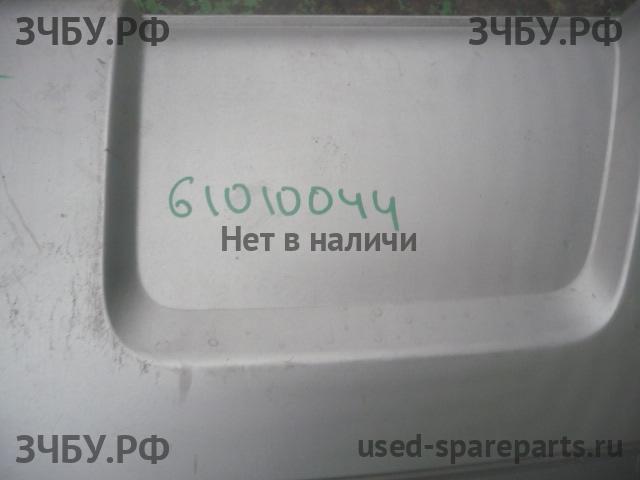 ЗЧБУ.РФ
ЗЧБУ.РФ
61010044
Нет в наличи
ЗЧБУ.РФ
used-spareparts.ru